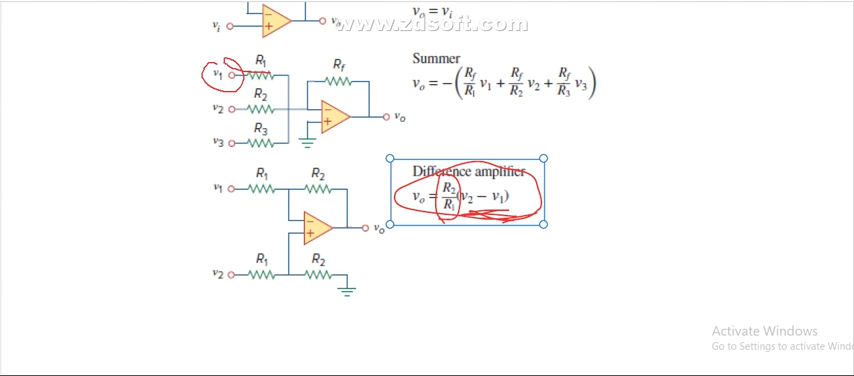 www.zdsoft.com
vᵢ vₒ
vₒ = vᵢ
Summer
vₒ = −(R_f/R₁ v₁ + R_f/R₂ v₂ + R_f/R₃ v₃)
v₁ R₁ R_f
v₂ R₂
vₒ
v₃ R₃
Difference amplifier
vₒ = R₂/R₁ (v₂ − v₁)
v₁ R₁ R₂
vₒ
v₂ R₁ R₂
Activate Windows
Go to Settings to activate Wind